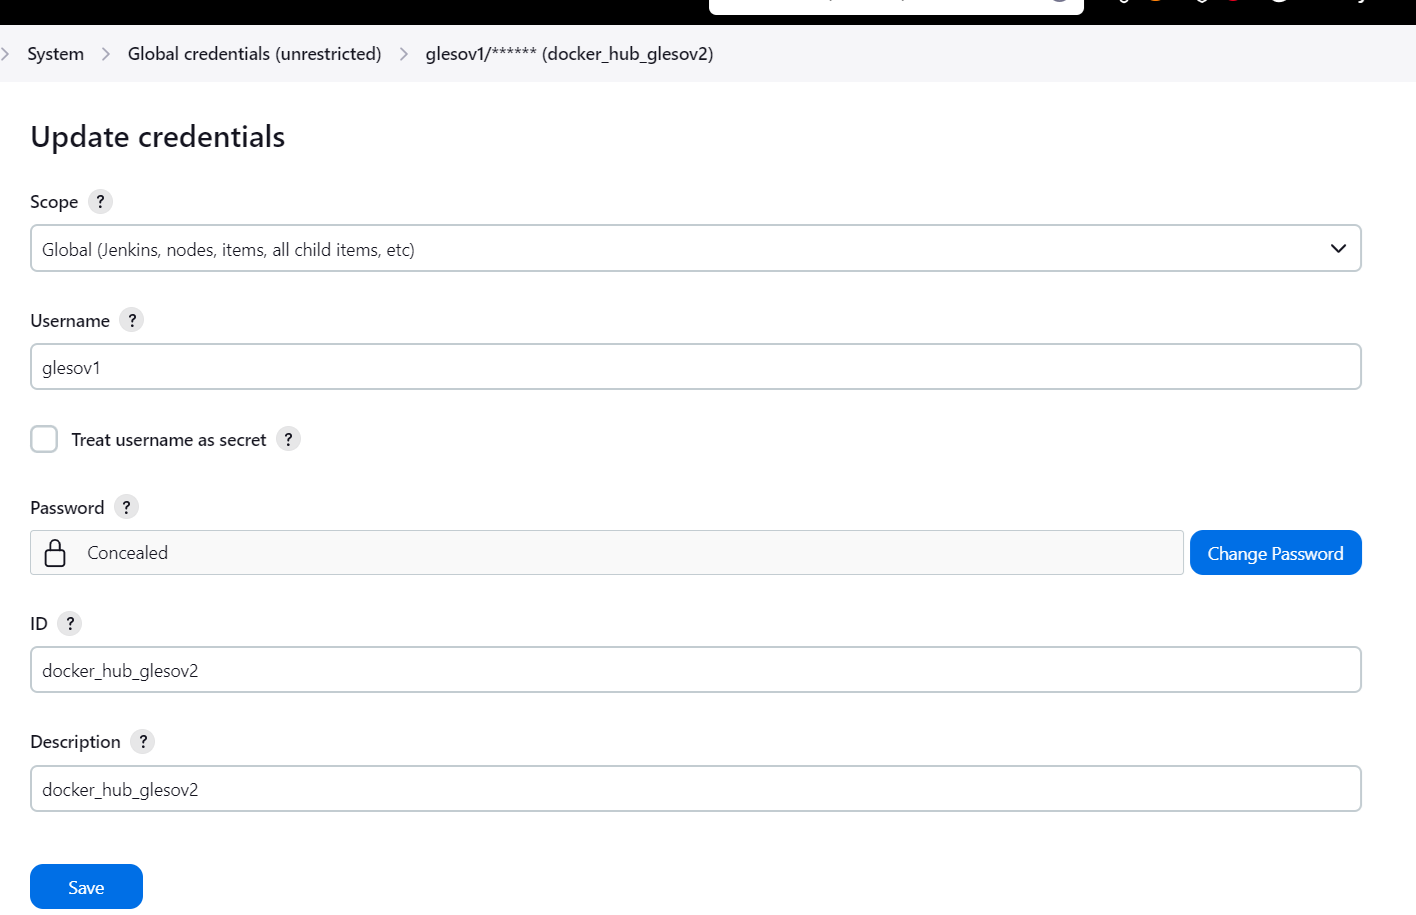 System > Global credentials (unrestricted) > glesov1/****** (docker_hub_glesov2)
Update credentials
Scope ?
Global (Jenkins, nodes, items, all child items, etc)
Username ?
glesov1
Treat username as secret ?
Password ?
Concealed Change Password
ID ?
docker_hub_glesov2
Description ?
docker_hub_glesov2
Save